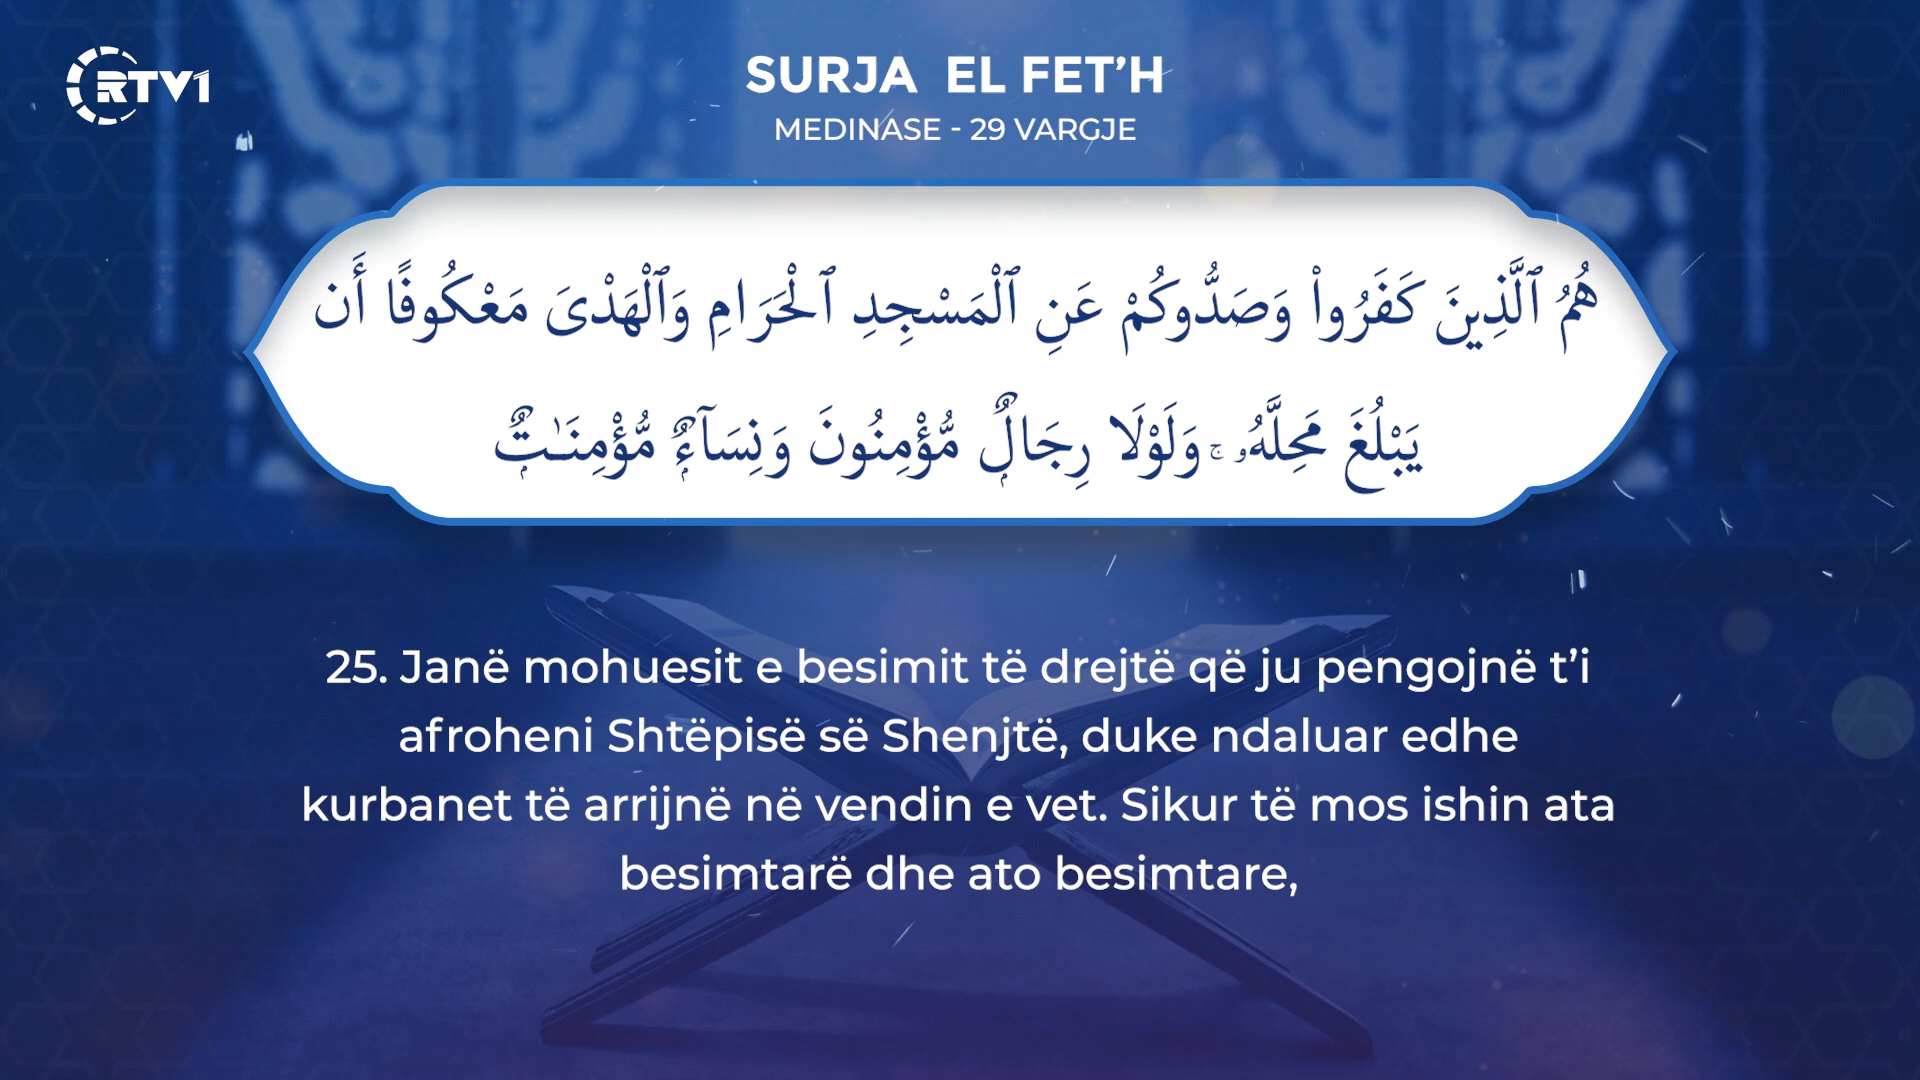 RTV1
SURJA EL FET’H
MEDINASE - 29 VARGJE
هُمُ ٱلَّذِينَ كَفَرُوا۟ وَصَدُّوكُمْ عَنِ ٱلْمَسْجِدِ ٱلْحَرَامِ وَٱلْهَدْىَ مَعْكُوفًا أَن
يَبْلُغَ مَحِلَّهُۥ ۚ وَلَوْلَا رِجَالٌ مُّؤْمِنُونَ وَنِسَآءٌ مُّؤْمِنَـٰتٌ
25. Janë mohuesit e besimit të drejtë që ju pengojnë t’i
afroheni Shtëpisë së Shenjtë, duke ndaluar edhe
kurbanet të arrijnë në vendin e vet. Sikur të mos ishin ata
besimtarë dhe ato besimtare,